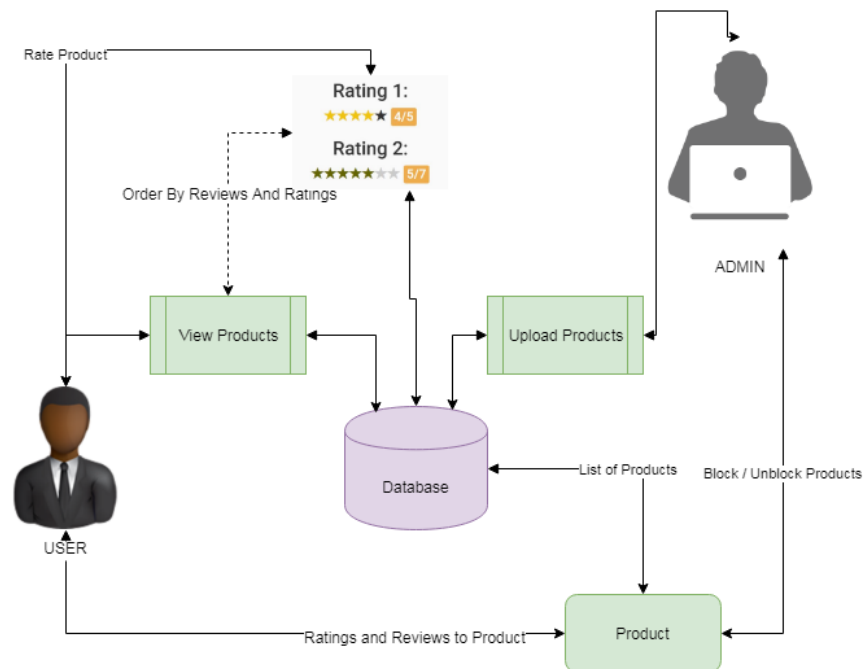 Rate Product
Rating 1:
★★★★★ 4/5
Rating 2:
★★★★★★★ 5/7
Order By Reviews And Ratings
ADMIN
View Products
Upload Products
Database
List of Products
Block / Unblock Products
USER
Ratings and Reviews to Product
Product